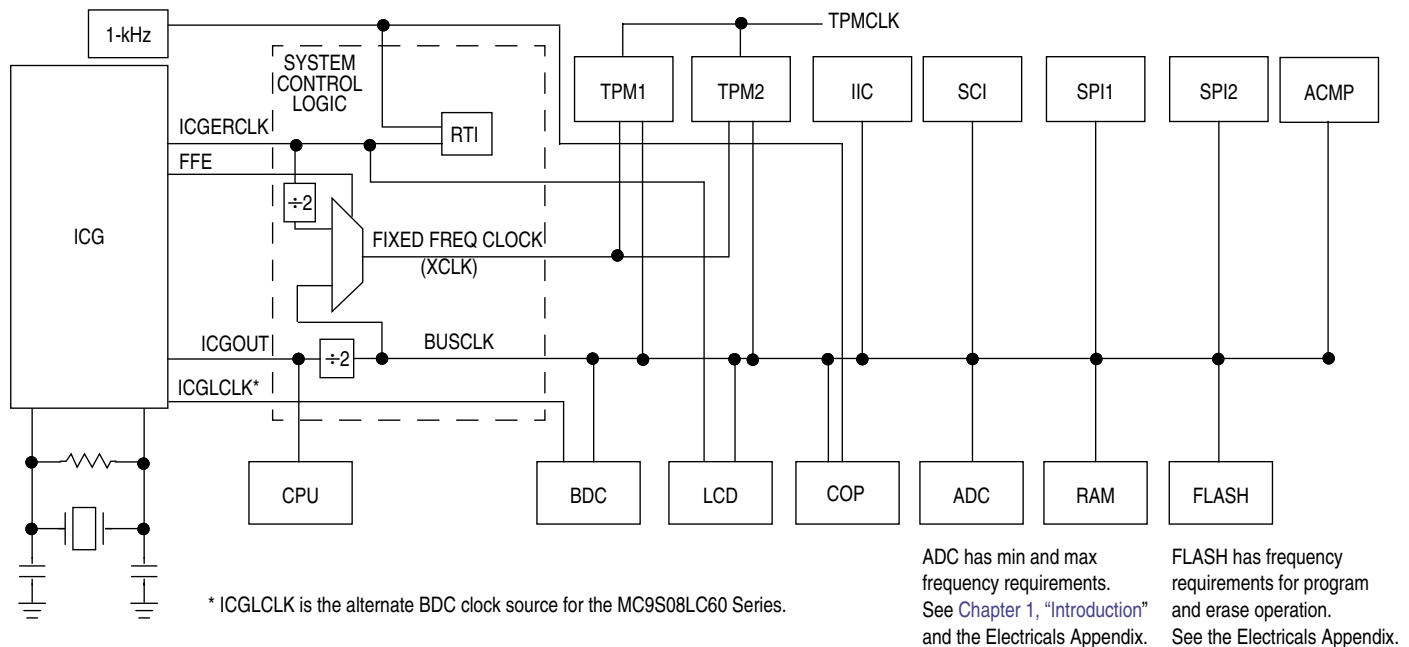 1-kHz
TPMCLK
SYSTEM
CONTROL
LOGIC
TPM1
TPM2
IIC
SCI
SPI1
SPI2
ACMP
ICGERCLK
RTI
FFE
÷2
ICG
FIXED FREQ CLOCK
(XCLK)
ICGOUT
÷2
BUSCLK
ICGLCLK*
CPU
BDC
LCD
COP
ADC
RAM
FLASH
ADC has min and max
frequency requirements.
See Chapter 1, “Introduction”
and the Electricals Appendix.
FLASH has frequency
requirements for program
and erase operation.
See the Electricals Appendix.
* ICGLCLK is the alternate BDC clock source for the MC9S08LC60 Series.